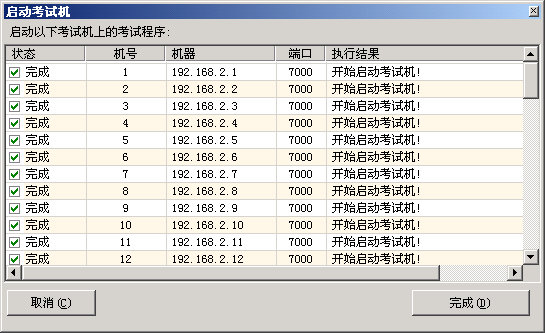 启动考试机
启动以下考试机上的考试程序:
状态 机号 机器 端口 执行结果
完成 1 192.168.2.1 7000 开始启动考试机!
完成 2 192.168.2.2 7000 开始启动考试机!
完成 3 192.168.2.3 7000 开始启动考试机!
完成 4 192.168.2.4 7000 开始启动考试机!
完成 5 192.168.2.5 7000 开始启动考试机!
完成 6 192.168.2.6 7000 开始启动考试机!
完成 7 192.168.2.7 7000 开始启动考试机!
完成 8 192.168.2.8 7000 开始启动考试机!
完成 9 192.168.2.9 7000 开始启动考试机!
完成 10 192.168.2.10 7000 开始启动考试机!
完成 11 192.168.2.11 7000 开始启动考试机!
完成 12 192.168.2.12 7000 开始启动考试机!
取消(C) 完成(D)